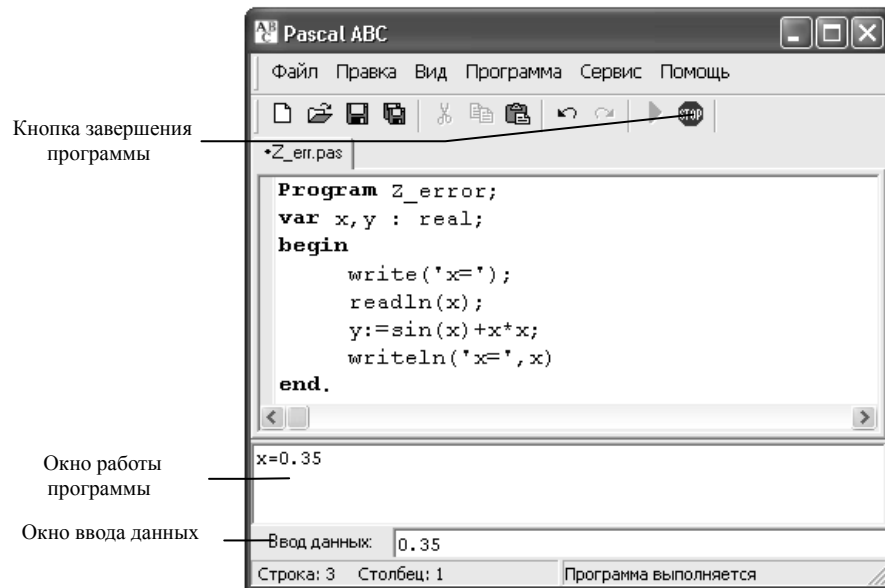 Pascal ABC
Файл Правка Вид Программа Сервис Помощь
STOP
Кнопка завершения
программы
•Z_err.pas
Program Z_error;
var x,y : real;
begin
write('x=');
readln(x);
y:=sin(x)+x*x;
writeln('x=',x)
end.
Окно работы
программы
x=0.35
Окно ввода данных
Ввод данных: 0.35
Строка: 3 Столбец: 1 Программа выполняется